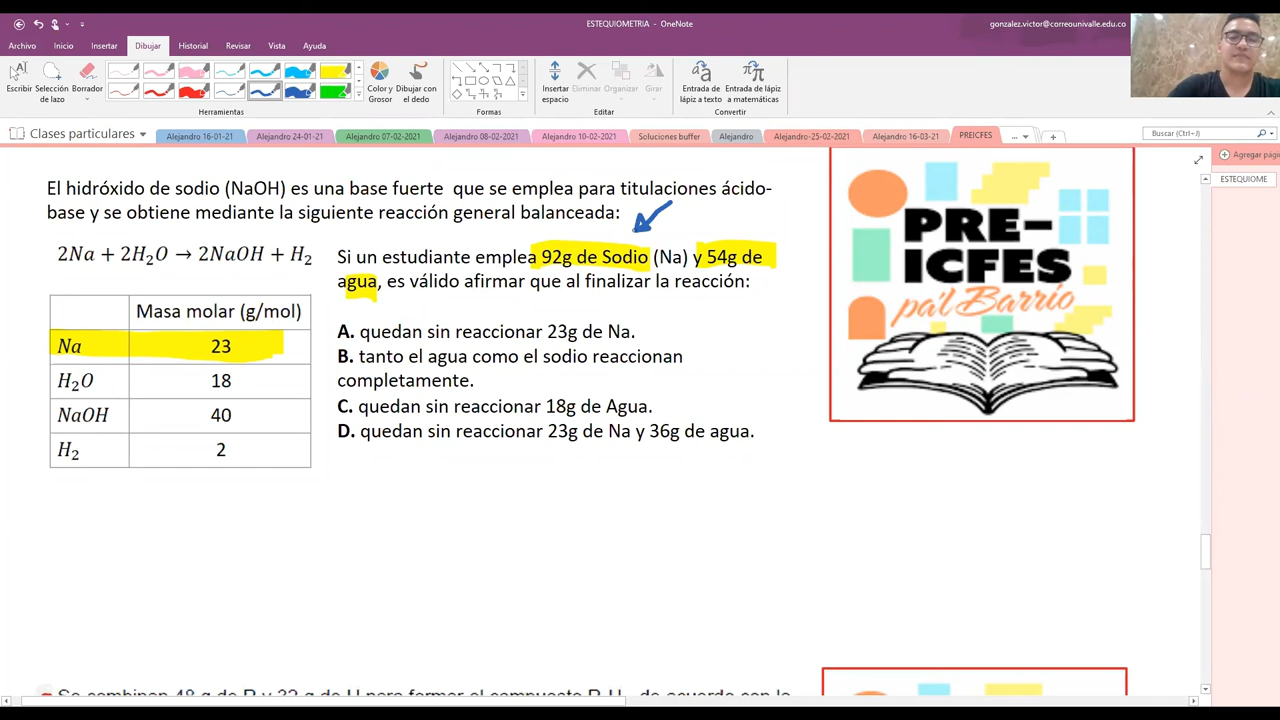 ESTEQUIOMETRIA - OneNote
gonzalez.victor@correounivalle.edu.co
Archivo Inicio Insertar Dibujar Historial Revisar Vista Ayuda
Escribir Selección de lazo Borrador Color y Grosor Dibujar con el dedo Insertar espacio Eliminar Organizar Girar Entrada de lápiz a texto Entrada de lápiz a matemáticas
Herramientas Formas Editar Convertir
Clases particulares Alejandro 16-01-21 Alejandro 24-01-21 Alejandro 07-02-2021 Alejandro 08-02-2021 Alejandro 10-02-2021 Soluciones buffer Alejandro Alejandro-25-02-2021 Alejandro 16-03-21 PREICFES ... Buscar (Ctrl+J)
Agregar pági
ESTEQUIOME
El hidróxido de sodio (NaOH) es una base fuerte que se emplea para titulaciones ácido-
base y se obtiene mediante la siguiente reacción general balanceada:
2Na + 2H₂O → 2NaOH + H₂
Si un estudiante emplea 92g de Sodio (Na) y 54g de
agua, es válido afirmar que al finalizar la reacción:
A. quedan sin reaccionar 23g de Na.
B. tanto el agua como el sodio reaccionan
completamente.
C. quedan sin reaccionar 18g de Agua.
D. quedan sin reaccionar 23g de Na y 36g de agua.
Masa molar (g/mol)
Na 23
H₂O 18
NaOH 40
H₂ 2
PRE-
ICFES
pa'l Barrio